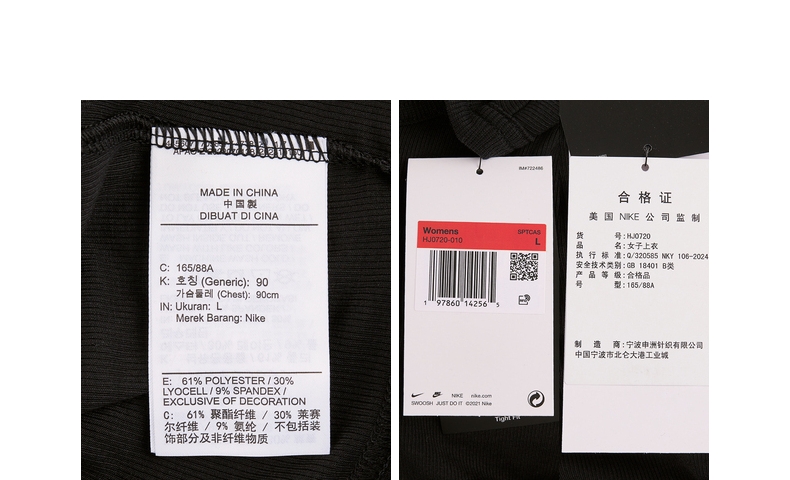 MADE IN CHINA
中国製
DIBUAT DI CINA
C: 165/88A
K: 호칭 (Generic): 90
가슴둘레 (Chest): 90cm
IN: Ukuran: L
Merek Barang: Nike
E: 61% POLYESTER / 30%
LYOCELL / 9% SPANDEX /
EXCLUSIVE OF DECORATION
C: 61% 聚酯纤维 / 30% 莱赛
尔纤维 / 9% 氨纶 / 不包括装
饰部分及非纤维物质
IM#722486
Womens
SPTCAS
HJ0720-010
L
1 97860 14256 5
NIKE nike.com
SWOOSH JUST DO IT ©2021 Nike
Tight Fit
合格证
美国 NIKE 公司监制
货 号:HJ0720
品 名:女子上衣
执 行 标 准:Q/320585 NKY 106-2024
安全技术类别:GB 18401 B类
产 品 等 级:合格品
号 型:165/88A
制 造 商:宁波申洲针织有限公司
中国宁波市北仑大港工业城